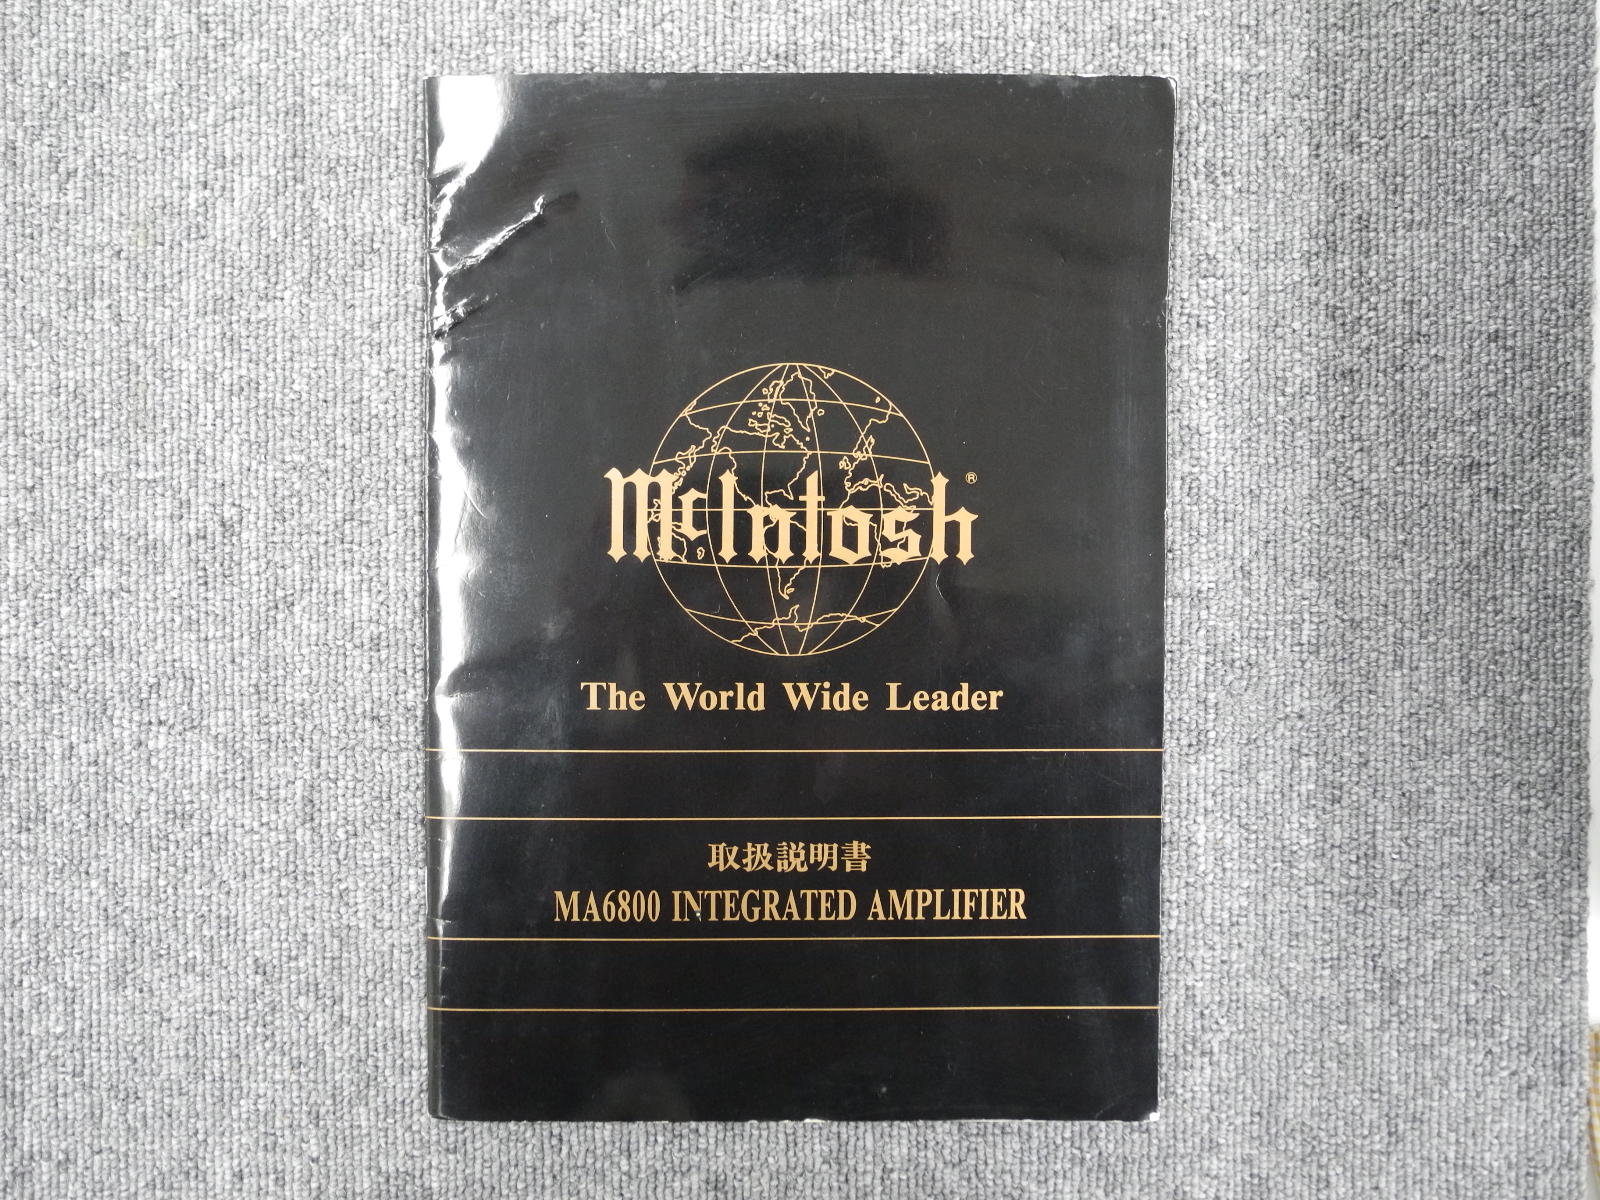 McIntosh®
The World Wide Leader
取扱説明書
MA6800 INTEGRATED AMPLIFIER